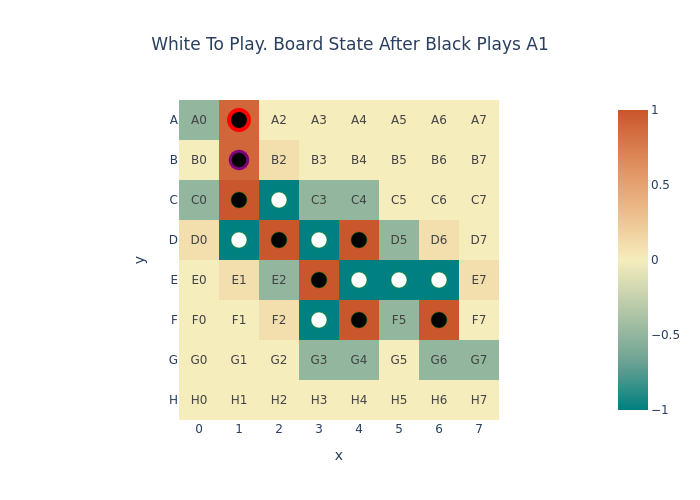 White To Play. Board State After Black Plays A1
A A0 A2 A3 A4 A5 A6 A7
B B0 B2 B3 B4 B5 B6 B7
C C0 C3 C4 C5 C6 C7
D D0 D5 D6 D7
E E0 E1 E2 E7
F F0 F1 F2 F5 F7
G G0 G1 G2 G3 G4 G5 G6 G7
H H0 H1 H2 H3 H4 H5 H6 H7
0 1 2 3 4 5 6 7
x
y
1
0.5
0
−0.5
−1